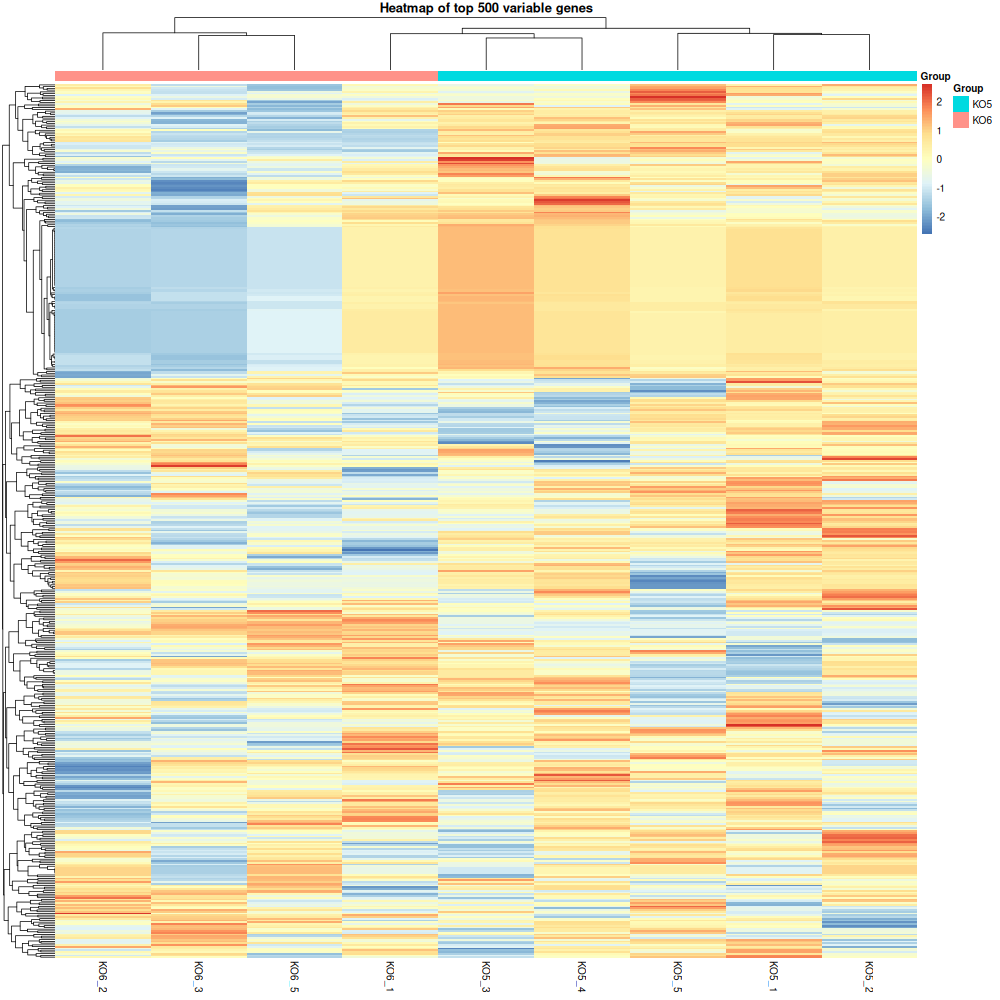 Heatmap of top 500 variable genes
Group
2
1
0
-1
-2
Group
KO5
KO6
KO6_2
KO6_3
KO6_5
KO6_1
KO5_3
KO5_4
KO5_5
KO5_1
KO5_2